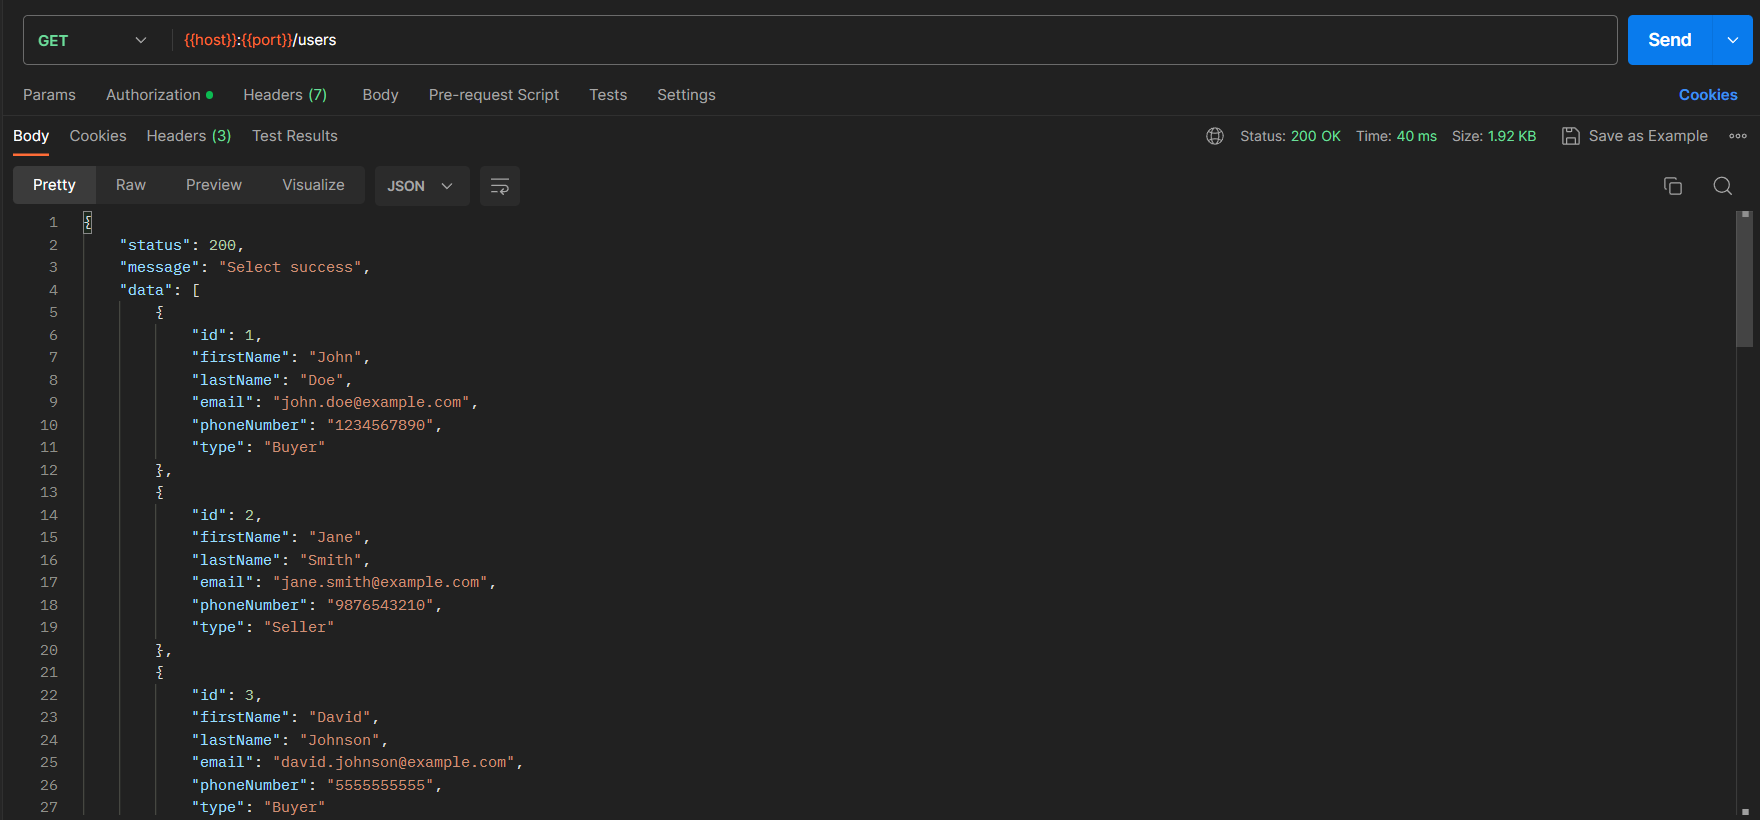 GET {{host}}:{{port}}/users Send
Params Authorization Headers (7) Body Pre-request Script Tests Settings Cookies
Body Cookies Headers (3) Test Results Status: 200 OK Time: 40 ms Size: 1.92 KB Save as Example
Pretty Raw Preview Visualize JSON
1 {
2 "status": 200,
3 "message": "Select success",
4 "data": [
5 {
6 "id": 1,
7 "firstName": "John",
8 "lastName": "Doe",
9 "email": "john.doe@example.com",
10 "phoneNumber": "1234567890",
11 "type": "Buyer"
12 },
13 {
14 "id": 2,
15 "firstName": "Jane",
16 "lastName": "Smith",
17 "email": "jane.smith@example.com",
18 "phoneNumber": "9876543210",
19 "type": "Seller"
20 },
21 {
22 "id": 3,
23 "firstName": "David",
24 "lastName": "Johnson",
25 "email": "david.johnson@example.com",
26 "phoneNumber": "5555555555",
27 "type": "Buyer"